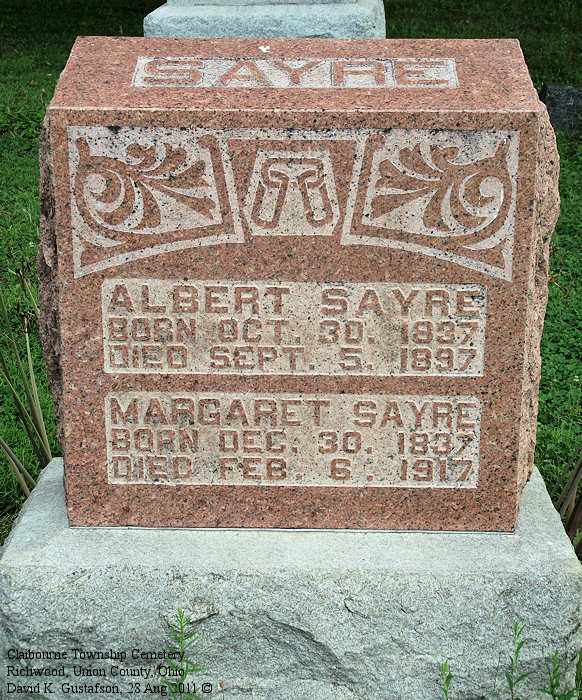 SAYRE
ALBERT SAYRE
BORN OCT. 30. 1837
DIED SEPT. 5. 1897
MARGARET SAYRE
BORN DEC. 30. 1837
DIED FEB. 6. 1917
Claibourne Township Cemetery
Richwood, Union County, Ohio
David K. Gustafson, 28 Aug 2011 ©